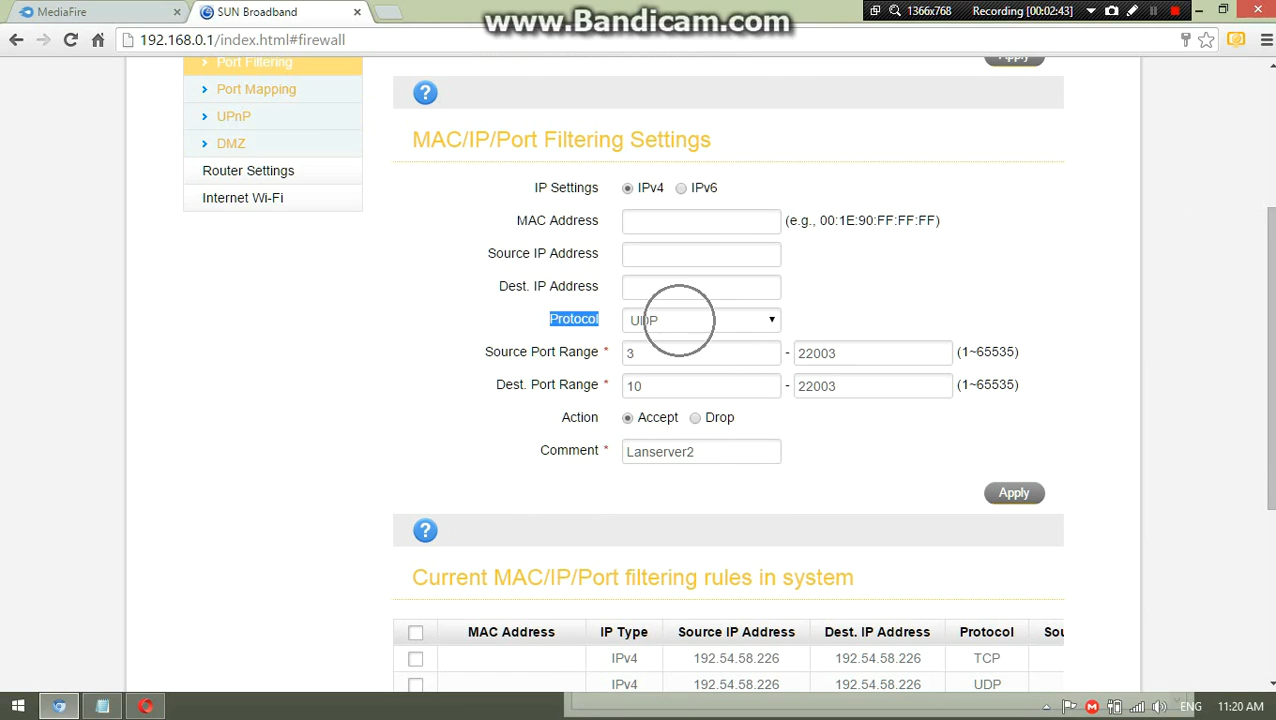 www.Bandicam.com
MediaFire
SUN Broadband
1366x768
Recording [00:02:43]
192.168.0.1/index.html#firewall
Port Filtering
Apply
Port Mapping
UPnP
DMZ
Router Settings
Internet Wi-Fi
?
MAC/IP/Port Filtering Settings
IP Settings IPv4 IPv6
MAC Address (e.g., 00:1E:90:FF:FF:FF)
Source IP Address
Dest. IP Address
Protocol UDP
Source Port Range * 3 - 22003 (1~65535)
Dest. Port Range * 10 - 22003 (1~65535)
Action Accept Drop
Comment * Lanserver2
Apply
?
Current MAC/IP/Port filtering rules in system
MAC Address IP Type Source IP Address Dest. IP Address Protocol Sou
IPv4 192.54.58.226 192.54.58.226 TCP
IPv4 192.54.58.226 192.54.58.226 UDP
ENG 11:20 AM